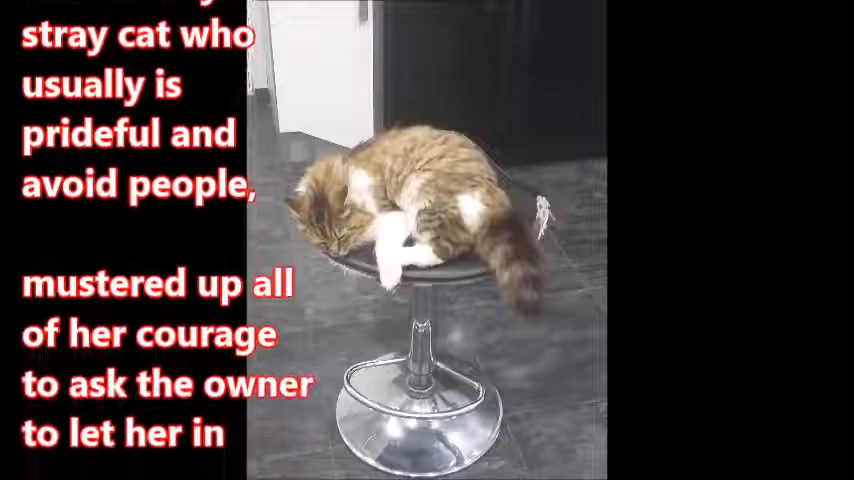 stray cat who
usually is
prideful and
avoid people,
mustered up all
of her courage
to ask the owner
to let her in